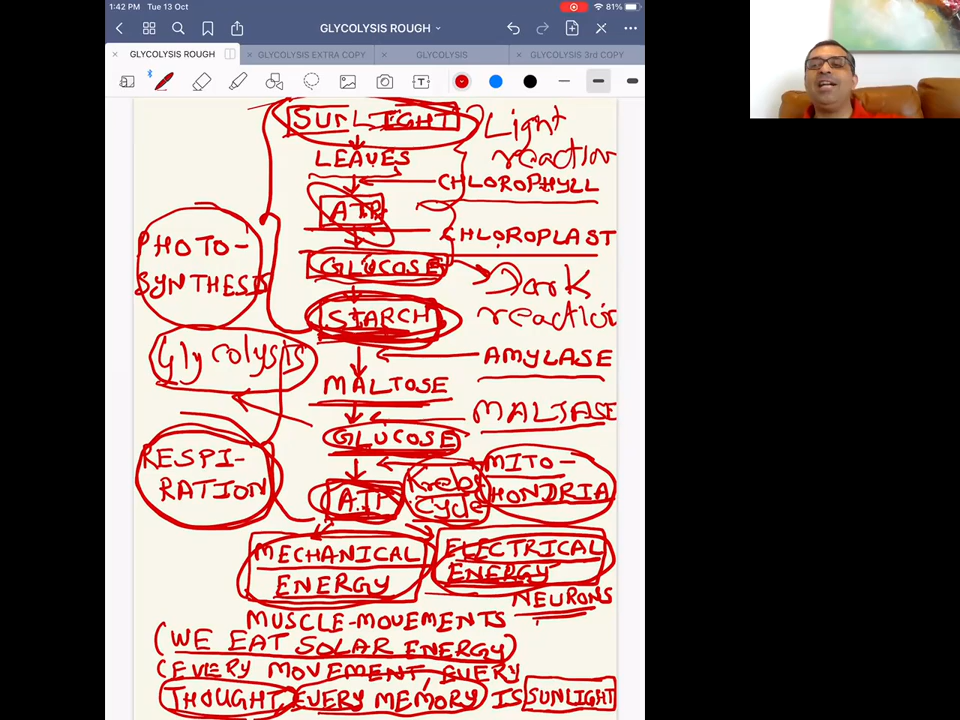 1:42 PM Tue 13 Oct
81%
GLYCOLYSIS ROUGH
GLYCOLYSIS ROUGH
GLYCOLYSIS EXTRA COPY
GLYCOLYSIS
GLYCOLYSIS 3rd COPY
SUNLIGHT
Light
reaction
LEAVES
CHLOROPHYLL
ATP
CHLOROPLAST
PHOTO-
SYNTHESIS
GLUCOSE
Dark
reaction
STARCH
Glycolysis
AMYLASE
MALTOSE
MALTASE
GLUCOSE
RESPI-
RATION
MITO-
HONDRIA
ATP
Krebs
Cycle
MECHANICAL
ENERGY
ELECTRICAL
ENERGY
NEURONS
MUSCLE-MOVEMENTS
(WE EAT SOLAR ENERGY)
(EVERY MOVEMENT, EVERY
THOUGHT, EVERY MEMORY IS SUNLIGHT